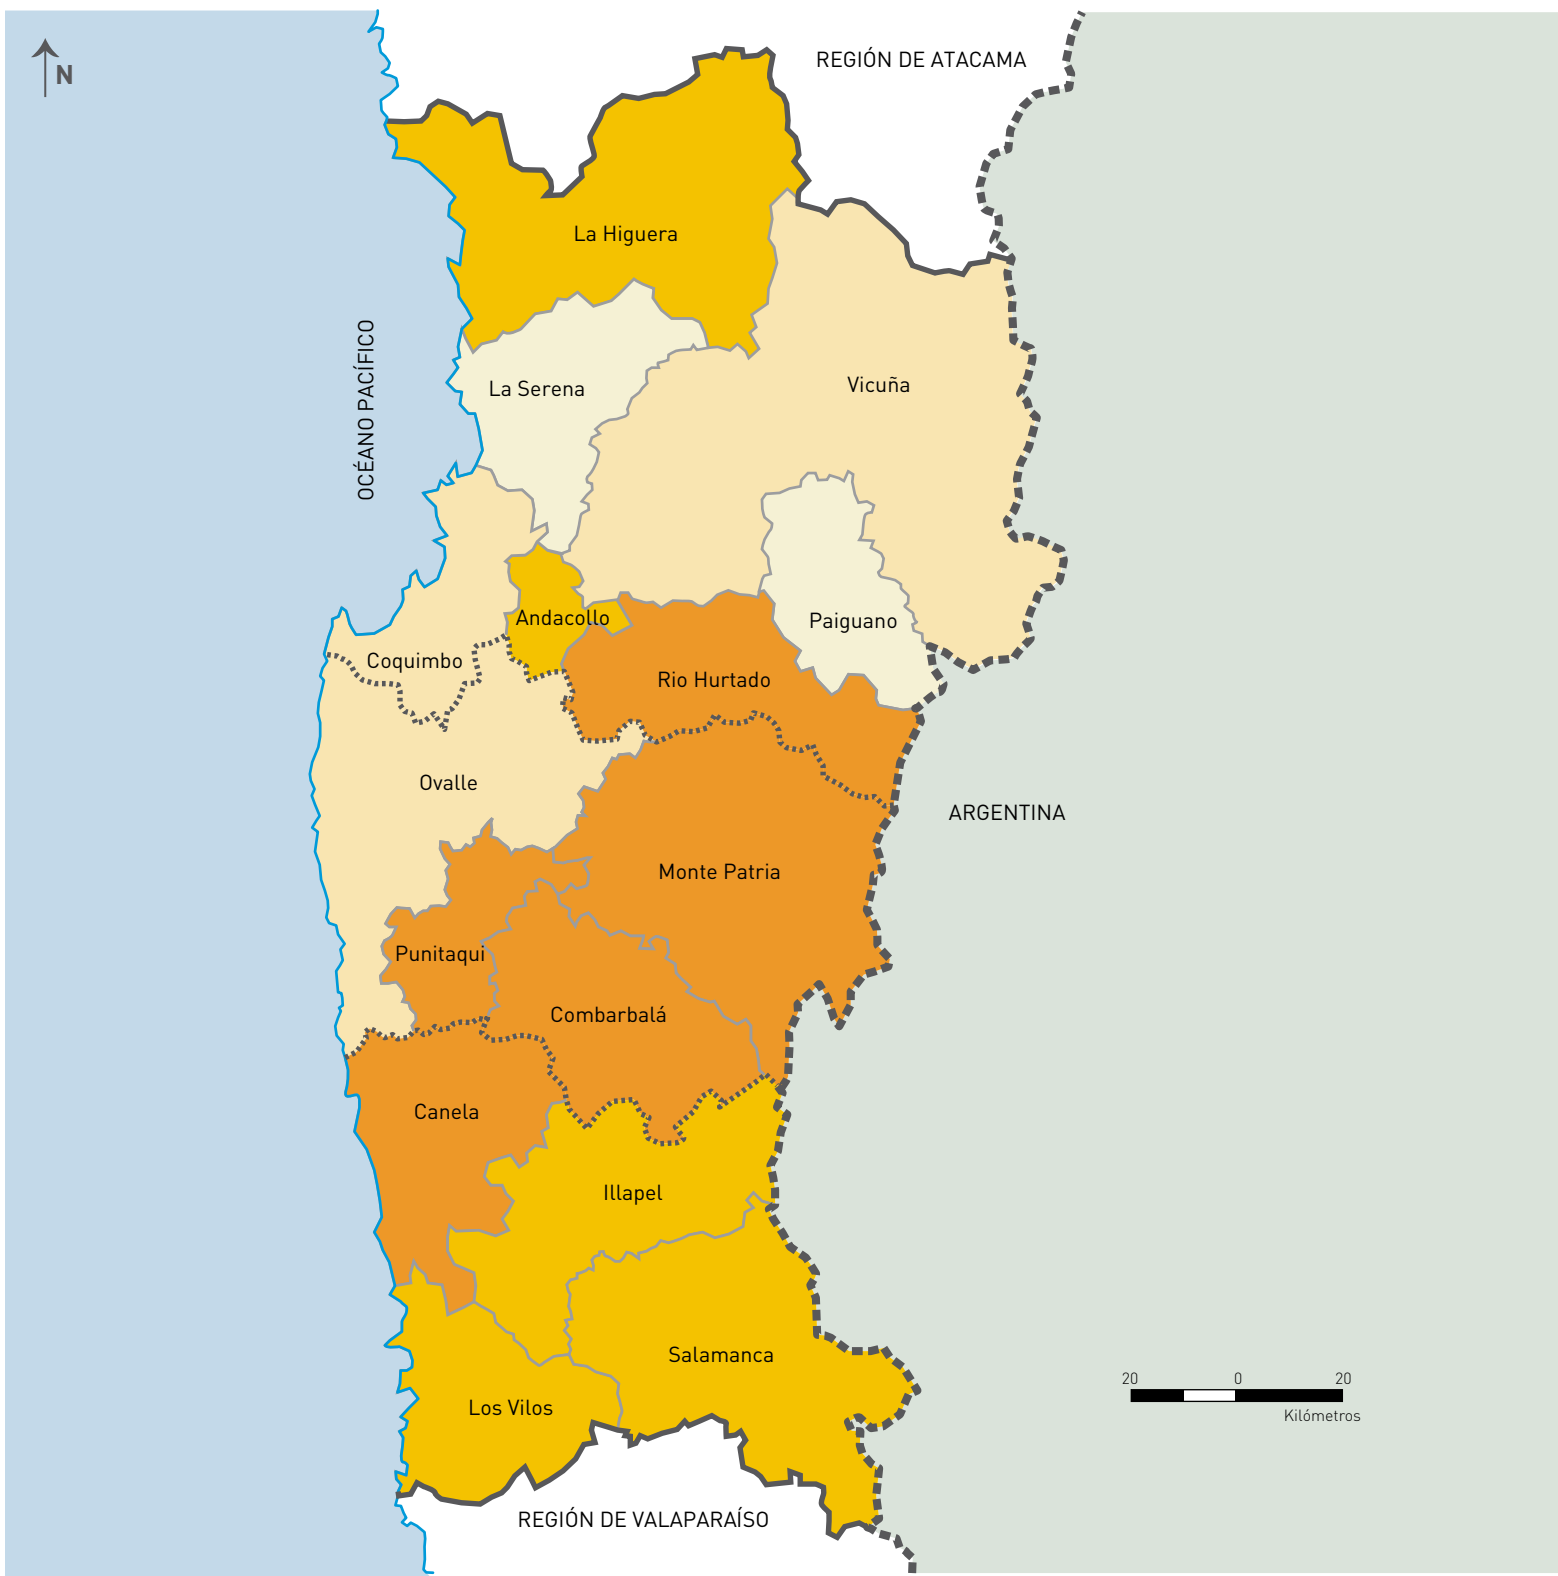 REGIÓN DE ATACAMA
N
La Higuera
OCÉANO PACÍFICO
La Serena
Vicuña
Andacollo
Paiguano
Coquimbo
Rio Hurtado
Ovalle
ARGENTINA
Monte Patria
Punitaqui
Combarbalá
Canela
Illapel
Salamanca
20 0 20
Kilómetros
Los Vilos
REGIÓN DE VALAPARAÍSO